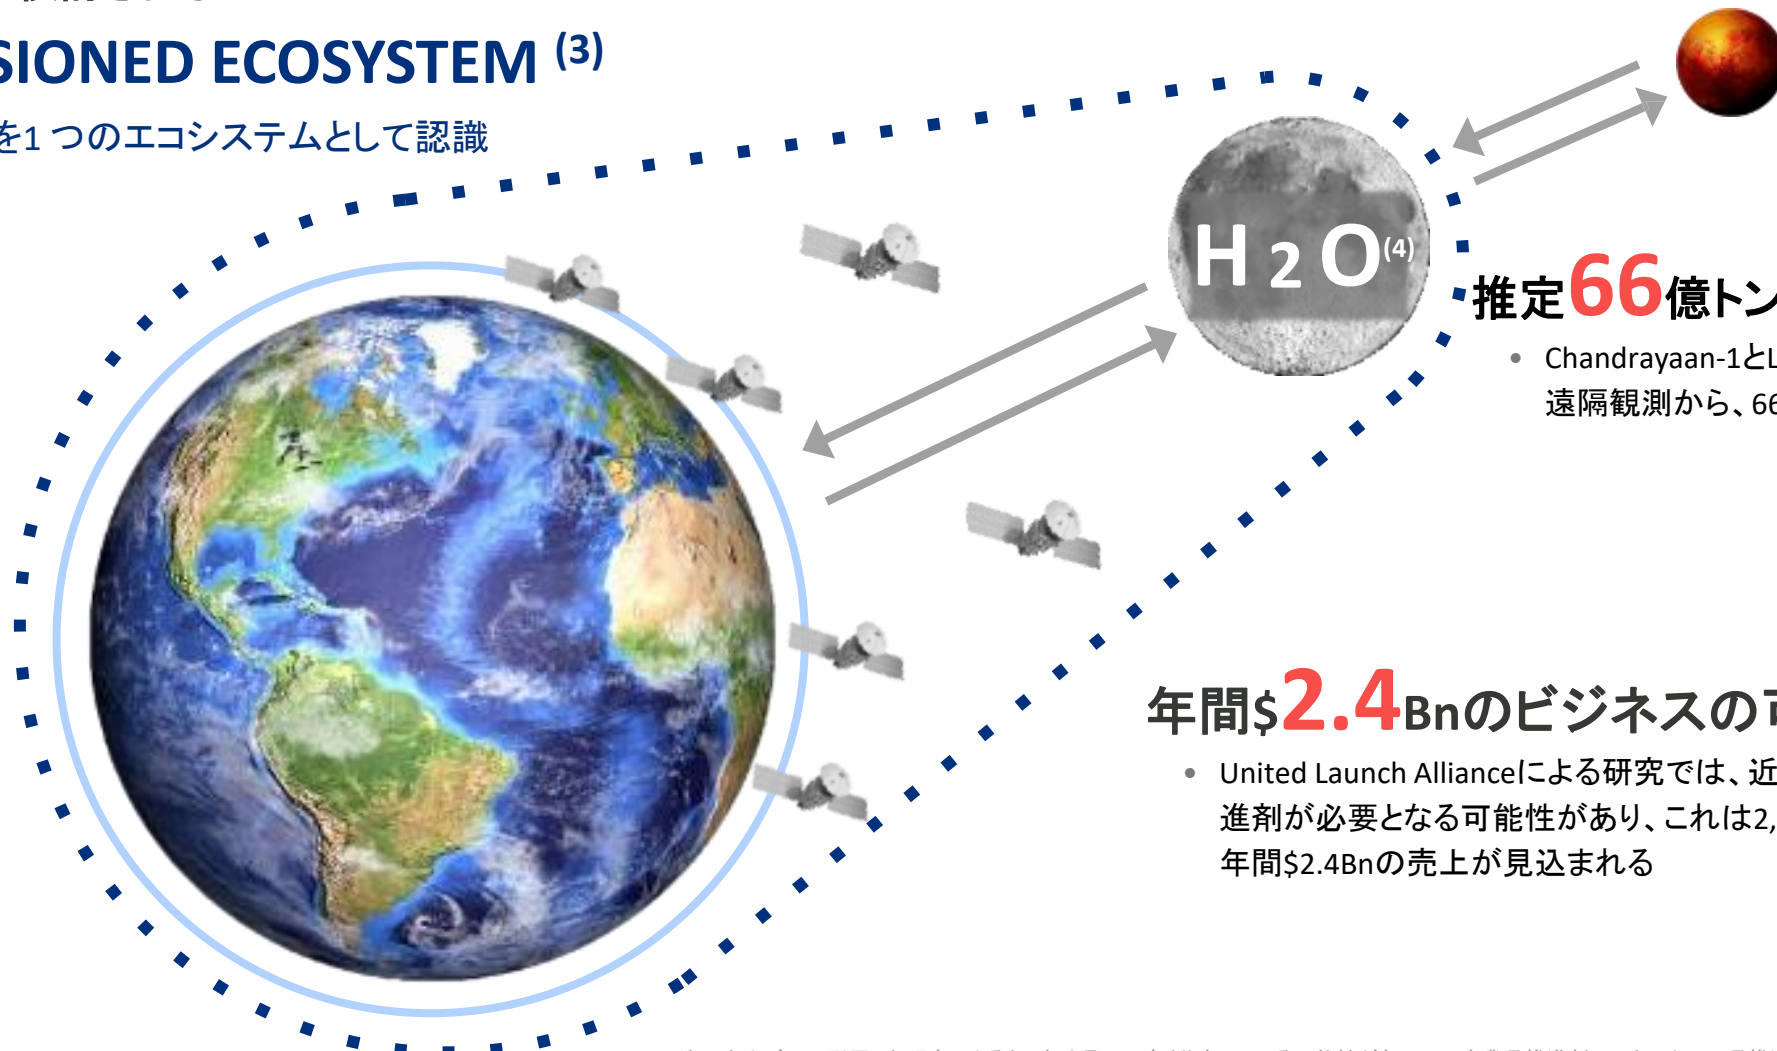 SIONED ECOSYSTEM (3)
を1 つのエコシステムとして認識
H 2 O(4)
推定66億トン
• Chandrayaan-1とL
遠隔観測から、66
年間$2.4Bnのビジネスの可
• United Launch Allianceによる研究では、近
進剤が必要となる可能性があり、これは2,
年間$2.4Bnの売上が見込まれる